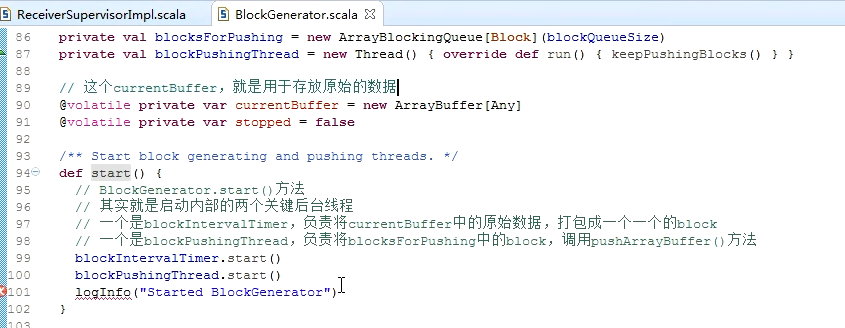 ReceiverSupervisorImpl.scala BlockGenerator.scala
86 private val blocksForPushing = new ArrayBlockingQueue[Block](blockQueueSize)
87 private val blockPushingThread = new Thread() { override def run() { keepPushingBlocks() } }
88
89 // 这个currentBuffer，就是用于存放原始的数据
90 @volatile private var currentBuffer = new ArrayBuffer[Any]
91 @volatile private var stopped = false
92
93 /** Start block generating and pushing threads. */
94 def start() {
95 // BlockGenerator.start()方法
96 // 其实就是启动内部的两个关键后台线程
97 // 一个是blockIntervalTimer，负责将currentBuffer中的原始数据，打包成一个一个的block
98 // 一个是blockPushingThread，负责将blocksForPushing中的block，调用pushArrayBuffer()方法
99 blockIntervalTimer.start()
100 blockPushingThread.start()
101 logInfo("Started BlockGenerator")
102 }
103